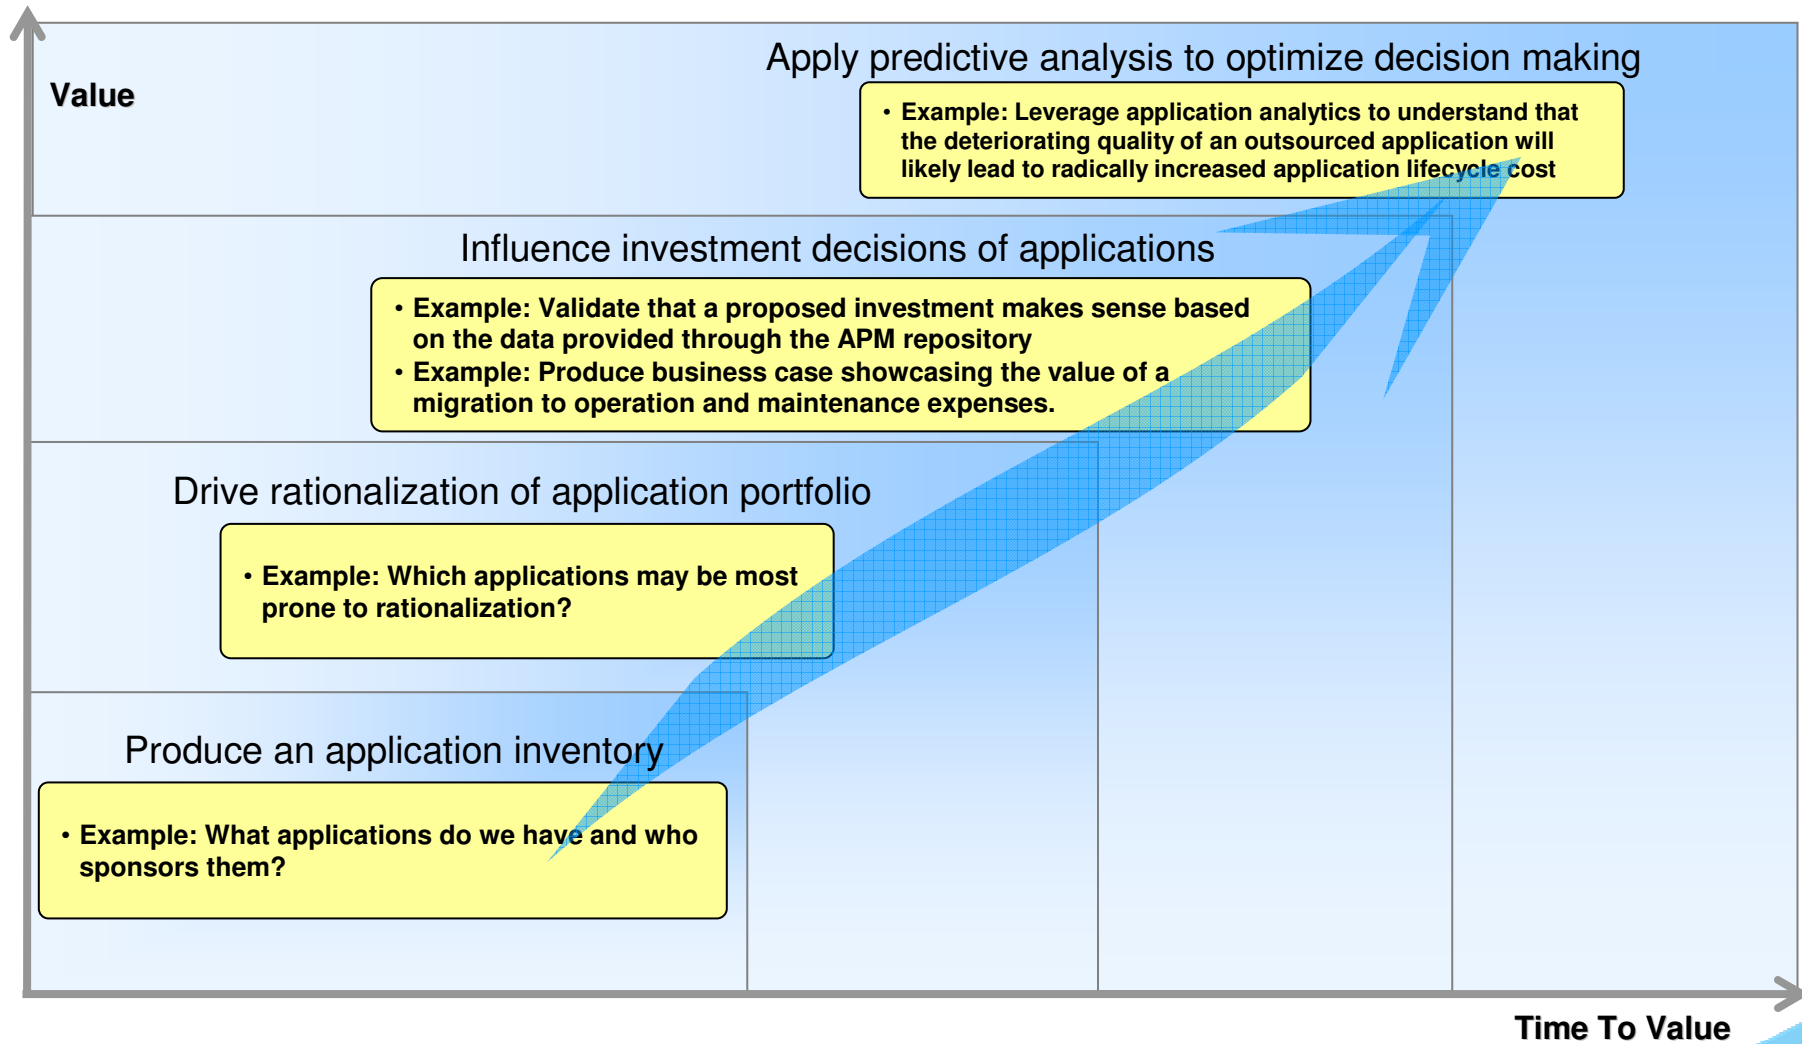 Value
Apply predictive analysis to optimize decision making
• Example: Leverage application analytics to understand that
the deteriorating quality of an outsourced application will
likely lead to radically increased application lifecycle cost
Influence investment decisions of applications
• Example: Validate that a proposed investment makes sense based
on the data provided through the APM repository
• Example: Produce business case showcasing the value of a
migration to operation and maintenance expenses.
Drive rationalization of application portfolio
• Example: Which applications may be most
prone to rationalization?
Produce an application inventory
• Example: What applications do we have and who
sponsors them?
Time To Value